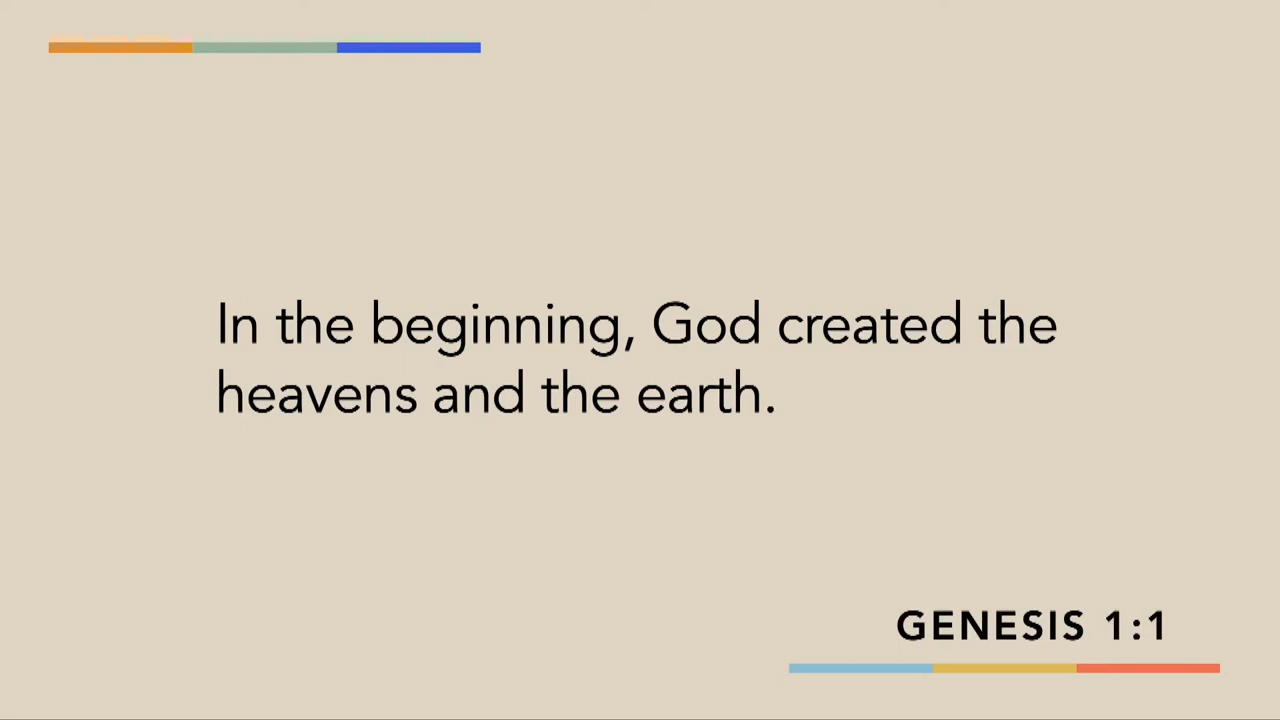 In the beginning, God created the
heavens and the earth.
GENESIS 1:1